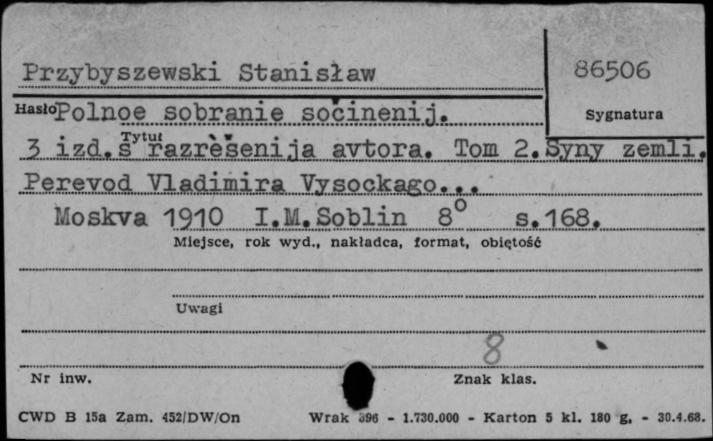 Przybyszewski Stanisław
86506
Hasło
Sygnatura
Polnoe sobranie sočinenij.
Tytuł
3 izd. s razrěšenija avtora. Tom 2. Syny zemli.
Perevod Vladimira Vysockago...
Moskva 1910 I.M.Soblin 8° s.168.
Miejsce, rok wyd., nakładca, format, obiętość
Uwagi
8
Nr inw.
Znak klas.
CWD B 15a Zam. 452/DW/On Wrak 396 - 1.730.000 - Karton 5 kl. 180 g. - 30.4.68.